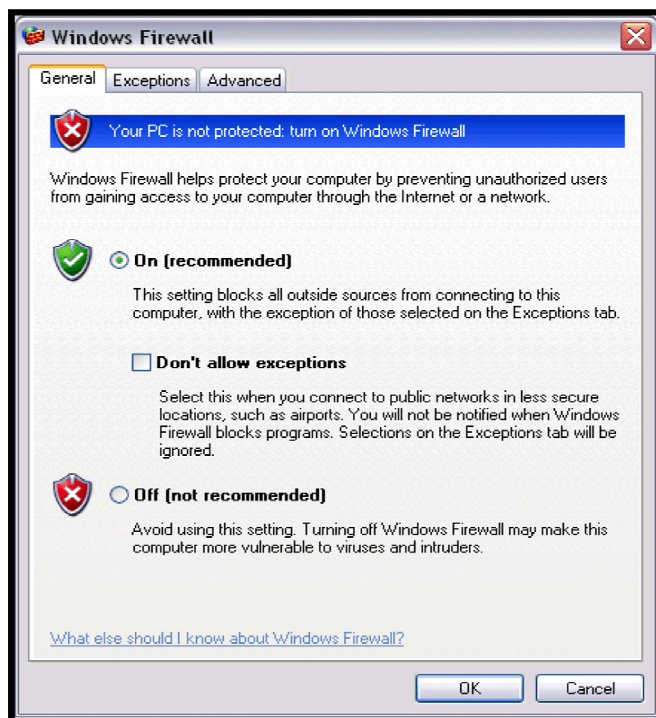 Windows Firewall
General Exceptions Advanced
Your PC is not protected: turn on Windows Firewall
Windows Firewall helps protect your computer by preventing unauthorized users
from gaining access to your computer through the Internet or a network.
On (recommended)
This setting blocks all outside sources from connecting to this
computer, with the exception of those selected on the Exceptions tab.
Don't allow exceptions
Select this when you connect to public networks in less secure
locations, such as airports. You will not be notified when Windows
Firewall blocks programs. Selections on the Exceptions tab will be
ignored.
Off (not recommended)
Avoid using this setting. Turning off Windows Firewall may make this
computer more vulnerable to viruses and intruders.
What else should I know about Windows Firewall?
OK Cancel